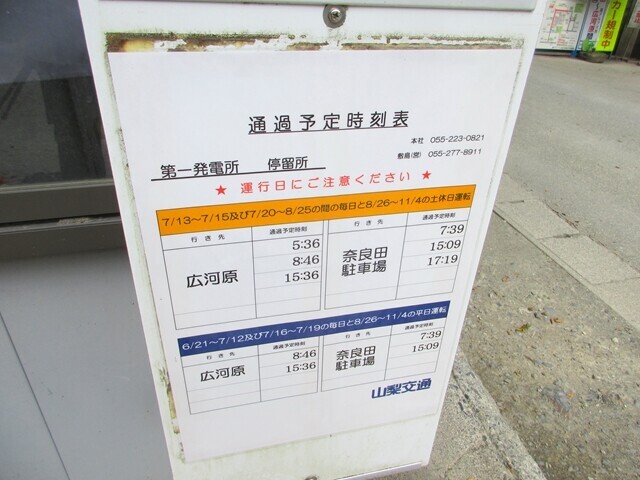 通過予定時刻表
本社 055-223-0821
敷島(営) 055-277-8911
第一発電所 停留所
★ 運行日にご注意ください ★
7/13～7/15及び7/20～8/25の間の毎日と8/26～11/4の土休日運転
行き先 通過予定時刻 行き先 通過予定時刻
広河原 5:36 8:46 15:36
奈良田駐車場 7:39 15:09 17:19
6/21～7/12及び7/16～7/19の毎日と8/26～11/4の平日運転
行き先 通過予定時刻 行き先 通過予定時刻
広河原 8:46 15:36
奈良田駐車場 7:39 15:09
山梨交通
カー規制中